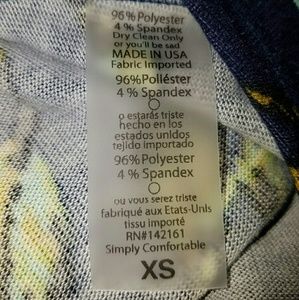 96% Polyester
4% Spandex
Dry Clean Only
or you'll be sad
MADE IN USA
Fabric Imported
96% Poliéster
4% Spandex
o estarás triste
hecho en los
estados unidos
tejido importado
96% Polyester
4% Spandex
ou vous serez triste
fabriqué aux Etats-Unis
tissu importé
RN#142161
Simply Comfortable
XS